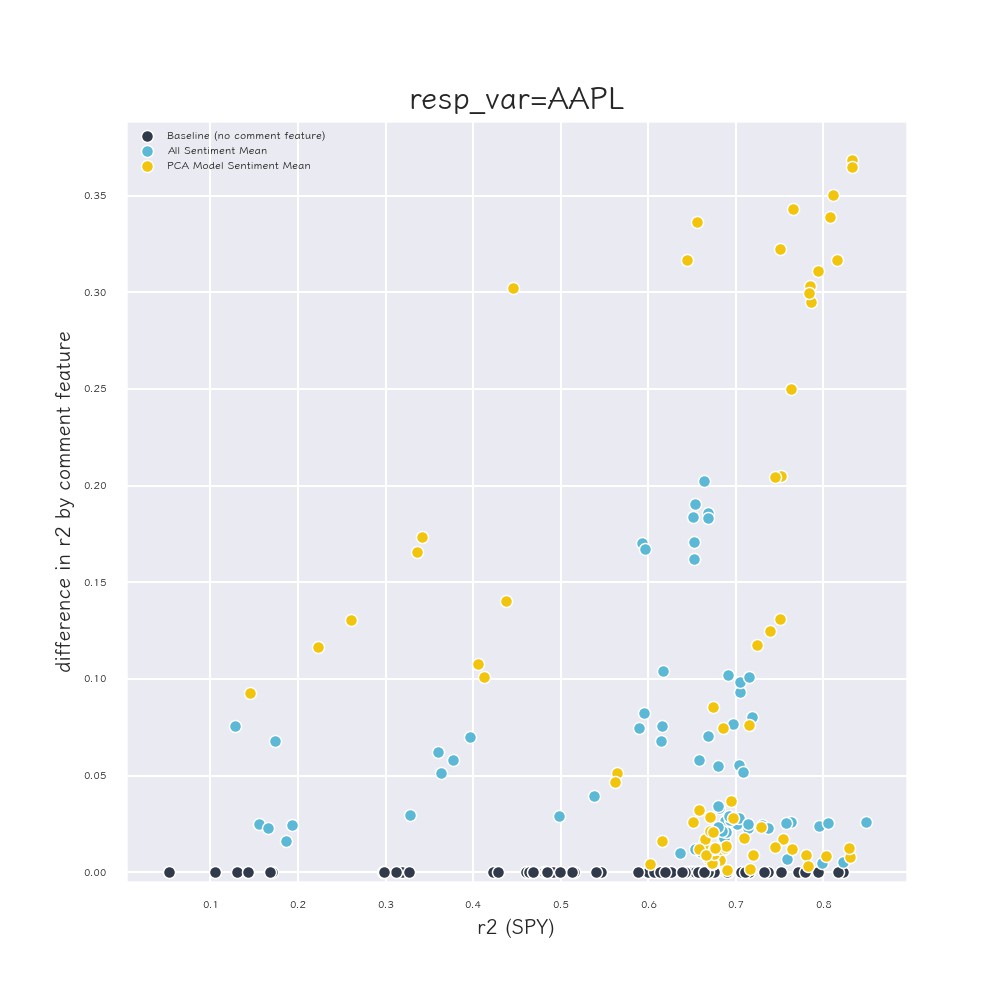 resp_var=AAPL
Baseline (no comment feature)
All Sentiment Mean
PCA Model Sentiment Mean
difference in r2 by comment feature
0.35
0.30
0.25
0.20
0.15
0.10
0.05
0.00
0.1 0.2 0.3 0.4 0.5 0.6 0.7 0.8
r2 (SPY)